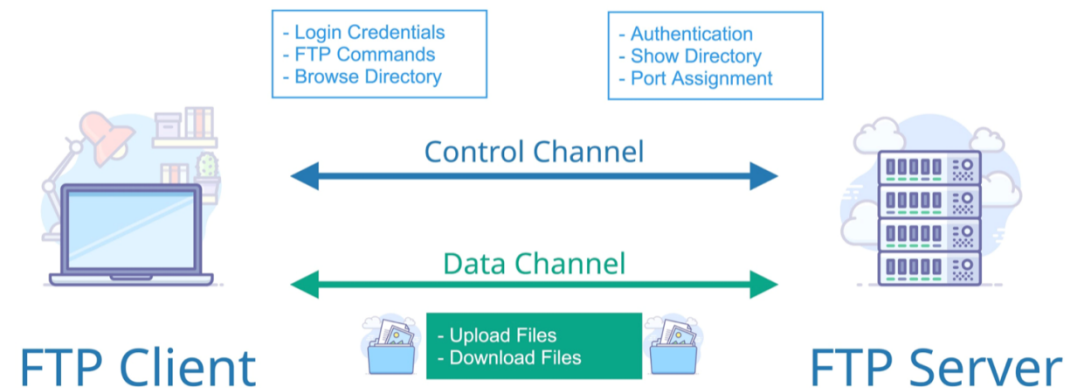 - Login Credentials
- FTP Commands
- Browse Directory
- Authentication
- Show Directory
- Port Assignment
Control Channel
Data Channel
- Upload Files
- Download Files
FTP Client
FTP Server